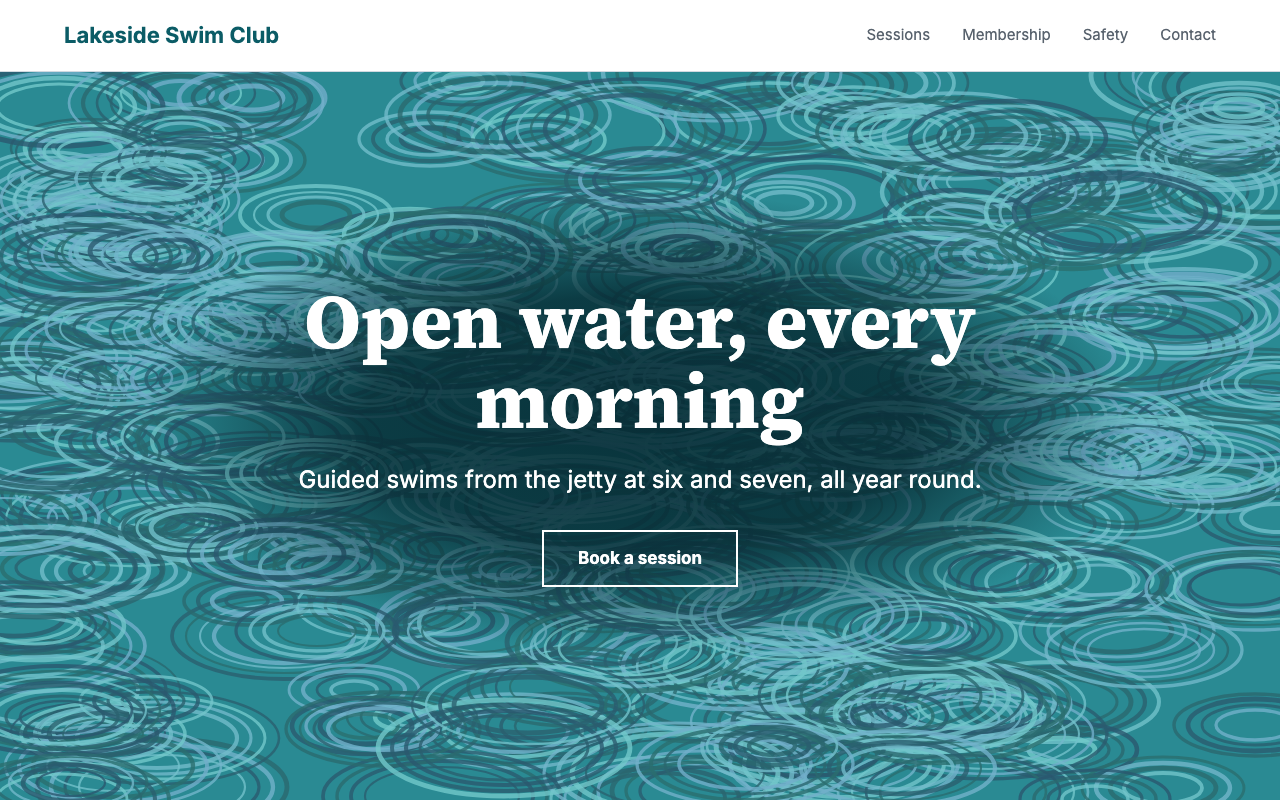 Lakeside Swim Club
Sessions Membership Safety Contact
Open water, every
morning
Guided swims from the jetty at six and seven, all year round.
Book a session